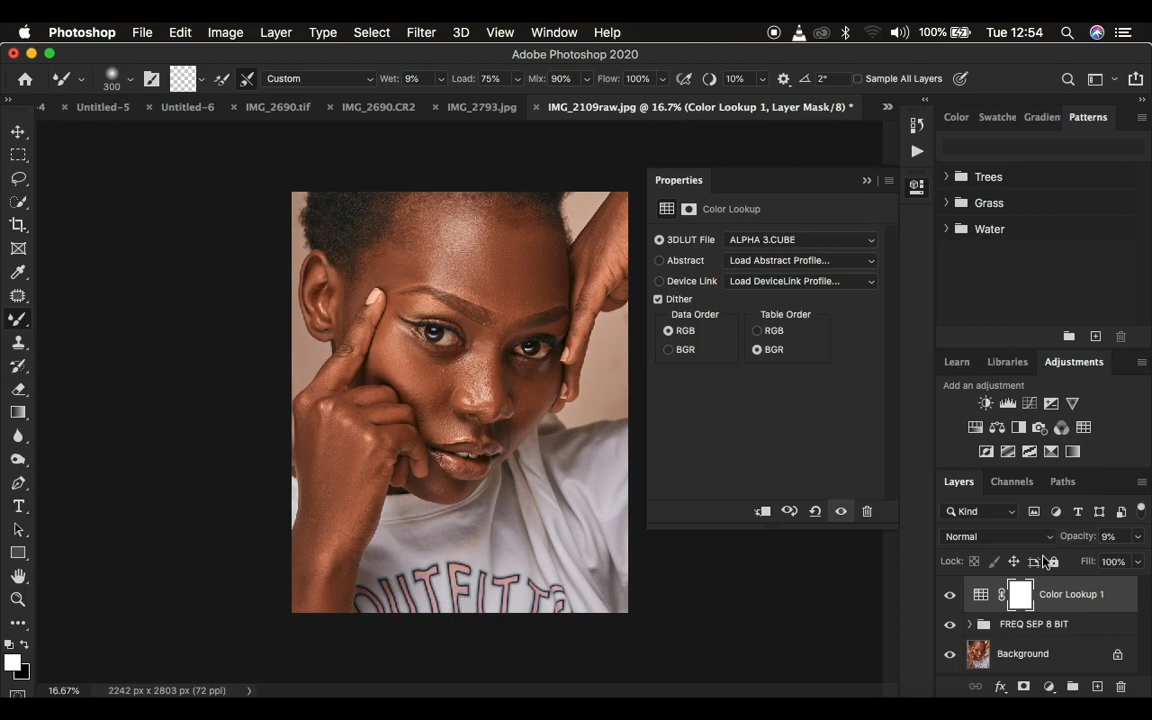 Photoshop File Edit Image Layer Type Select Filter 3D View Window Help 100% Tue 12:54
Adobe Photoshop 2020
300 Custom Wet: 9% Load: 75% Mix: 90% Flow: 100% 10% 2° Sample All Layers
-4 × Untitled-5 × Untitled-6 × IMG_2690.tif × IMG_2690.CR2 × IMG_2793.jpg × IMG_2109raw.jpg @ 16.7% (Color Lookup 1, Layer Mask/8) *
Color Swatche Gradien Patterns
Trees
Grass
Water
Properties
Color Lookup
3DLUT File ALPHA 3.CUBE
Abstract Load Abstract Profile...
Device Link Load DeviceLink Profile...
Dither
Data Order Table Order
RGB RGB
BGR BGR
Learn Libraries Adjustments
Add an adjustment
Layers Channels Paths
Kind
Normal Opacity: 9%
Lock: Fill: 100%
Color Lookup 1
FREQ SEP 8 BIT
Background
OUTFITT
16.67% 2242 px x 2803 px (72 ppi)